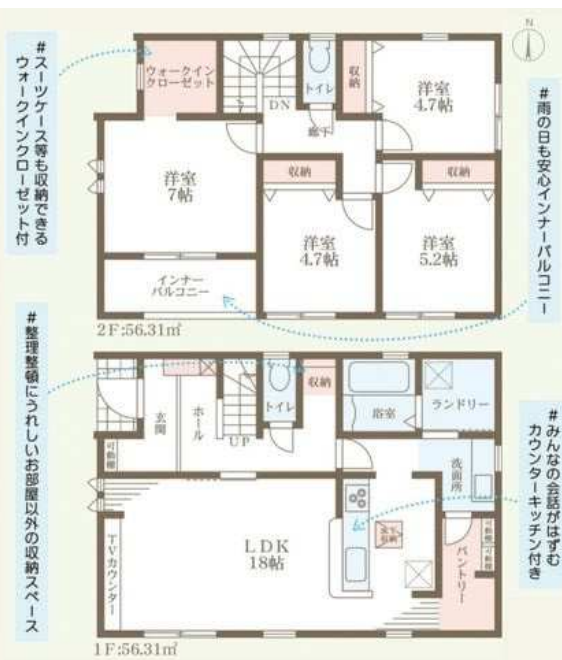 N
#スーツケース等も収納できる
ウォークインクローゼット付
ウォークイン
クローゼット
DN
トイレ
収納
洋室
4.7帖
廊下
洋室
7帖
収納
洋室
4.7帖
収納
洋室
5.2帖
インナー
バルコニー
2F:56.31㎡
#雨の日も安心インナーバルコニー
#整理整頓にうれしいお部屋以外の収納スペース
玄関
ホール
可動棚
UP
トイレ
収納
浴室
ランドリー
洗面所
LDK
18帖
TVカウンター
床下
収納
パントリー
可動棚
可動棚
#みんなの会話がはずむ
カウンターキッチン付き
1F:56.31㎡